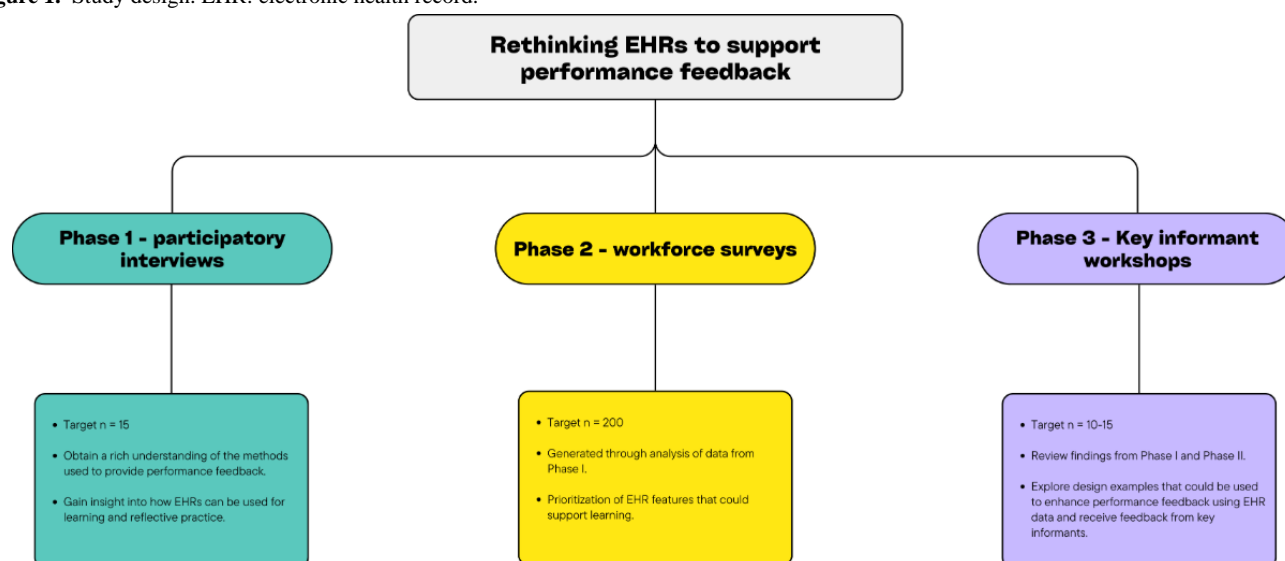 gure 1. Study design. EHR: electronic health record.
Rethinking EHRs to support
performance feedback
Phase 1 - participatory
interviews
Phase 2 - workforce surveys
Phase 3 - Key informant
workshops
• Target n = 15
• Obtain a rich understanding of the methods
used to provide performance feedback.
• Gain insight into how EHRs can be used for
learning and reflective practice.
• Target n = 200
• Generated through analysis of data from
Phase I.
• Prioritization of EHR features that could
support learning.
• Target n = 10-15
• Review findings from Phase I and Phase II.
• Explore design examples that could be used
to enhance performance feedback using EHR
data and receive feedback from key
informants.